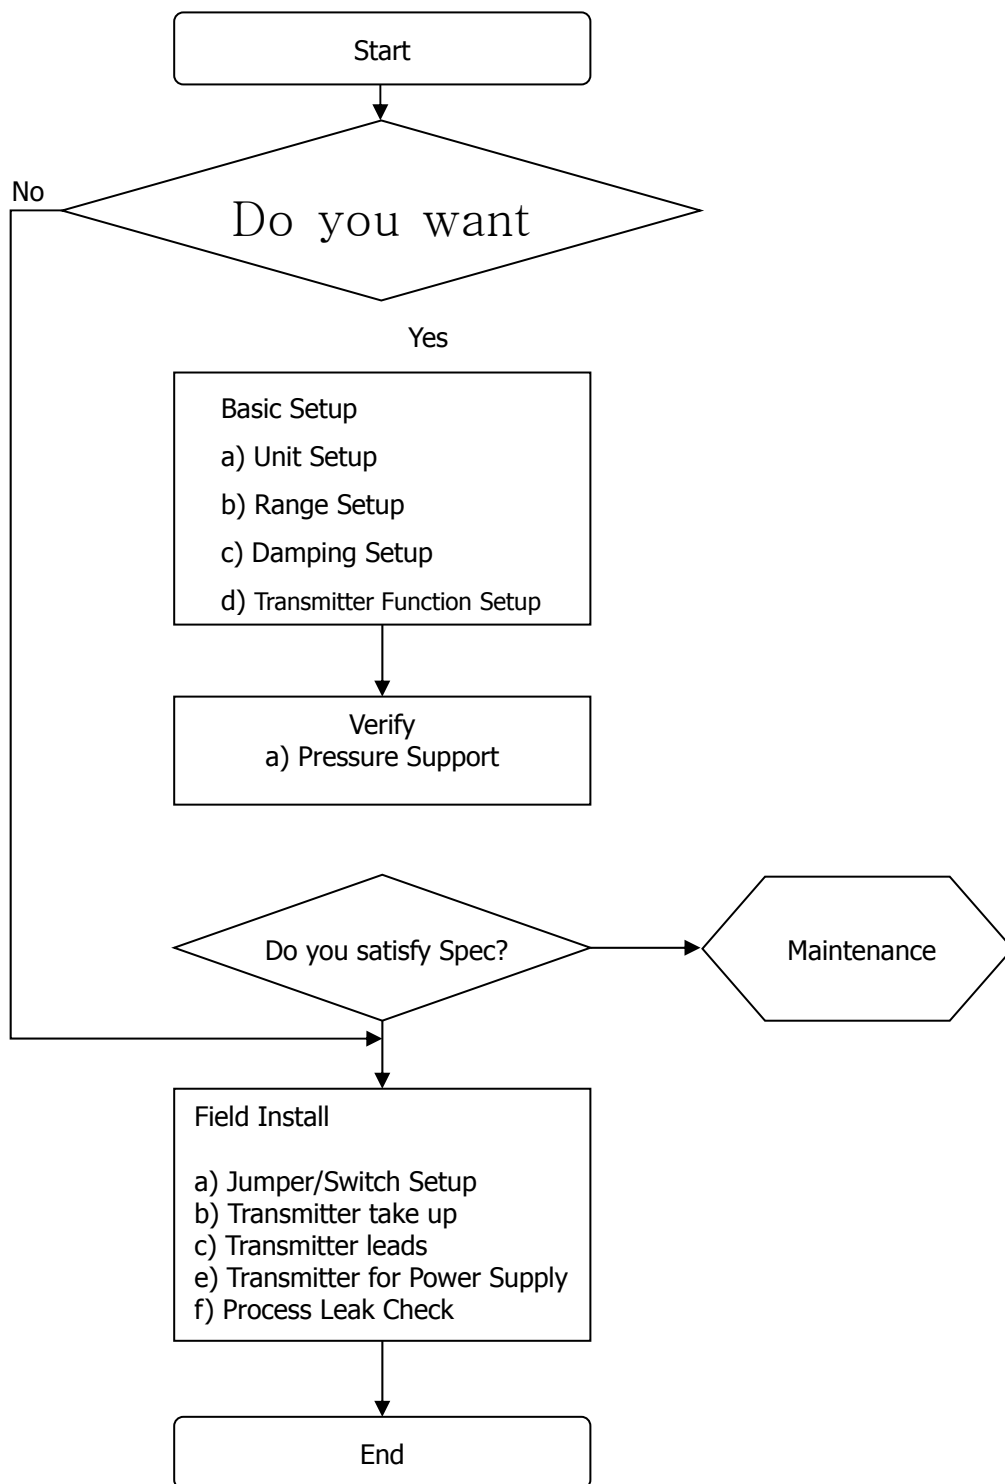 Start
No
Do you want
Yes
Basic Setup
a) Unit Setup
b) Range Setup
c) Damping Setup
d) Transmitter Function Setup
Verify
a) Pressure Support
Do you satisfy Spec?
Maintenance
Field Install
a) Jumper/Switch Setup
b) Transmitter take up
c) Transmitter leads
e) Transmitter for Power Supply
f) Process Leak Check
End